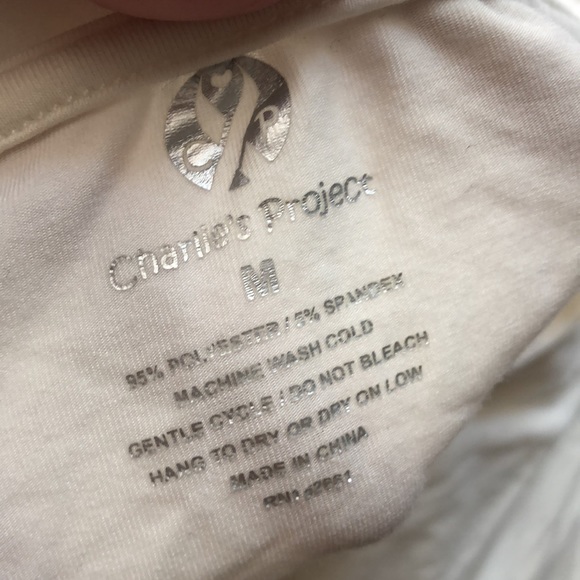 C P
Charlie's Project
M
95% POLYESTER / 5% SPANDEX
MACHINE WASH COLD
GENTLE CYCLE / DO NOT BLEACH
HANG TO DRY OR DRY ON LOW
MADE IN CHINA